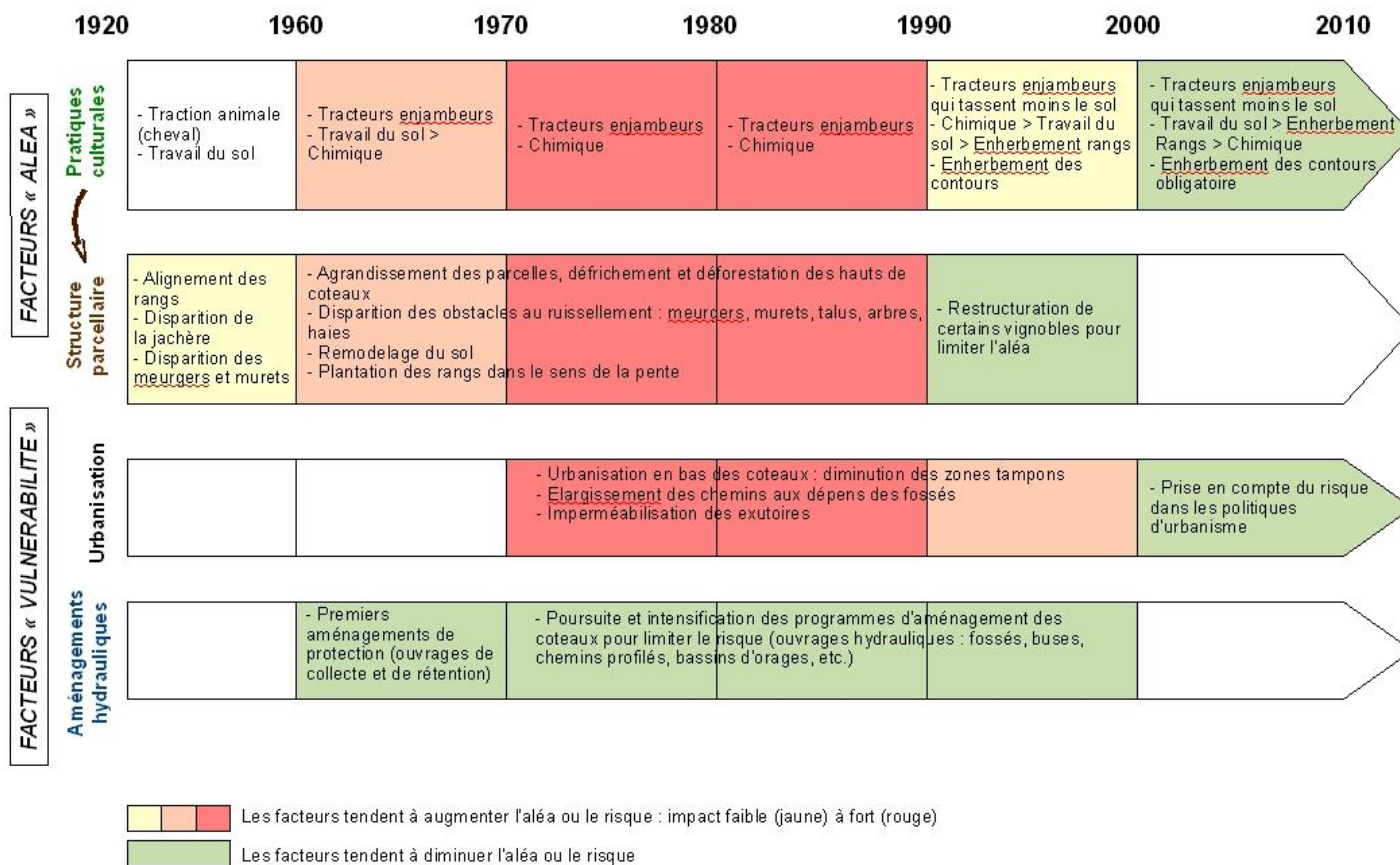 1920 1960 1970 1980 1990 2000 2010
FACTEURS « ALEA »
Pratiques
culturales
- Traction animale
(cheval)
- Travail du sol
- Tracteurs enjambeurs
- Travail du sol >
Chimique
- Tracteurs enjambeurs
- Chimique
- Tracteurs enjambeurs
- Chimique
- Tracteurs enjambeurs
qui tassent moins le sol
- Chimique > Travail du
sol > Enherbement rangs
- Enherbement des
contours
- Tracteurs enjambeurs
qui tassent moins le sol
- Travail du sol > Enherbement
Rangs > Chimique
- Enherbement des contours
obligatoire
Structure
parcellaire
- Alignement des
rangs
- Disparition de
la jachère
- Disparition des
meurgers et murets
- Agrandissement des parcelles, défrichement et déforestation des hauts de
coteaux
- Disparition des obstacles au ruissellement : meurgers, murets, talus, arbres,
haies
- Remodelage du sol
- Plantation des rangs dans le sens de la pente
- Restructuration de
certains vignobles pour
limiter l'aléa
FACTEURS « VULNERABILITE »
Urbanisation
- Urbanisation en bas des coteaux : diminution des zones tampons
- Elargissement des chemins aux dépens des fossés
- Imperméabilisation des exutoires
- Prise en compte du risque
dans les politiques
d'urbanisme
Aménagements
hydrauliques
- Premiers
aménagements de
protection (ouvrages de
collecte et de rétention)
- Poursuite et intensification des programmes d'aménagement des
coteaux pour limiter le risque (ouvrages hydrauliques : fossés, buses,
chemins profilés, bassins d'orages, etc.)
Les facteurs tendent à augmenter l'aléa ou le risque : impact faible (jaune) à fort (rouge)
Les facteurs tendent à diminuer l'aléa ou le risque